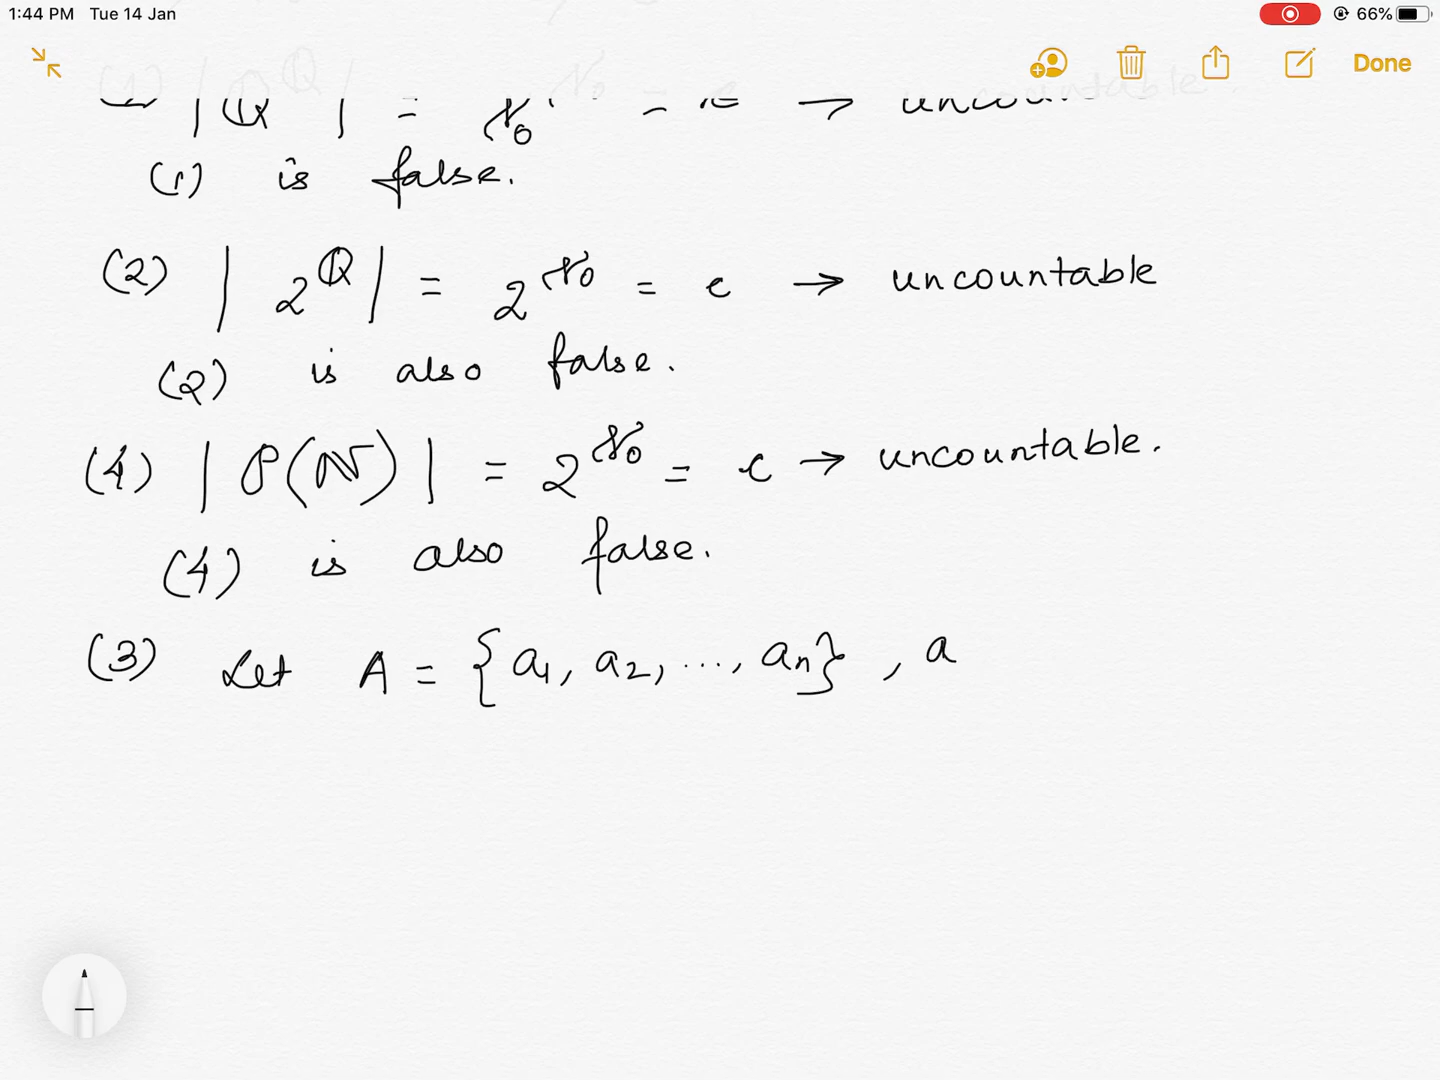 1:44 PM Tue 14 Jan 66%
Done
| Q | = ℵ0 = c →
(1) is false.
(2) | 2^Q | = 2^ℵ0 = c → uncountable
(2) is also false.
(4) | P(N) | = 2^ℵ0 = c → uncountable.
(4) is also false.
(3) Let A = {a1, a2, ..., an} , a